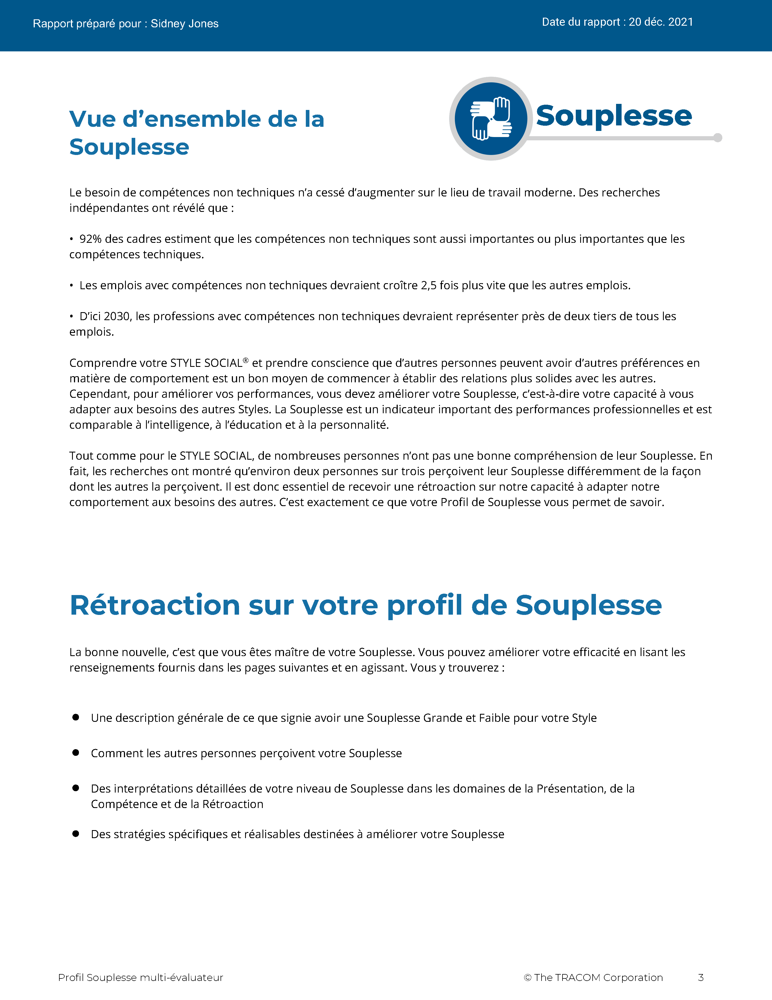 Rapport préparé pour : Sidney Jones
Date du rapport : 20 déc. 2021
Vue d’ensemble de la
Souplesse
Souplesse
Le besoin de compétences non techniques n’a cessé d’augmenter sur le lieu de travail moderne. Des recherches
indépendantes ont révélé que :
• 92% des cadres estiment que les compétences non techniques sont aussi importantes ou plus importantes que les
compétences techniques.
• Les emplois avec compétences non techniques devraient croître 2,5 fois plus vite que les autres emplois.
• D’ici 2030, les professions avec compétences non techniques devraient représenter près de deux tiers de tous les
emplois.
Comprendre votre STYLE SOCIAL® et prendre conscience que d’autres personnes peuvent avoir d’autres préférences en
matière de comportement est un bon moyen de commencer à établir des relations plus solides avec les autres.
Cependant, pour améliorer vos performances, vous devez améliorer votre Souplesse, c’est-à-dire votre capacité à vous
adapter aux besoins des autres Styles. La Souplesse est un indicateur important des performances professionnelles et est
comparable à l’intelligence, à l’éducation et à la personnalité.
Tout comme pour le STYLE SOCIAL, de nombreuses personnes n’ont pas une bonne compréhension de leur Souplesse. En
fait, les recherches ont montré qu’environ deux personnes sur trois perçoivent leur Souplesse différemment de la façon
dont les autres la perçoivent. Il est donc essentiel de recevoir une rétroaction sur notre capacité à adapter notre
comportement aux besoins des autres. C’est exactement ce que votre Profil de Souplesse vous permet de savoir.
Rétroaction sur votre profil de Souplesse
La bonne nouvelle, c’est que vous êtes maître de votre Souplesse. Vous pouvez améliorer votre efficacité en lisant les
renseignements fournis dans les pages suivantes et en agissant. Vous y trouverez :
● Une description générale de ce que signie avoir une Souplesse Grande et Faible pour votre Style
● Comment les autres personnes perçoivent votre Souplesse
● Des interprétations détaillées de votre niveau de Souplesse dans les domaines de la Présentation, de la
Compétence et de la Rétroaction
● Des stratégies spécifiques et réalisables destinées à améliorer votre Souplesse
Profil Souplesse multi-évaluateur
© The TRACOM Corporation
3